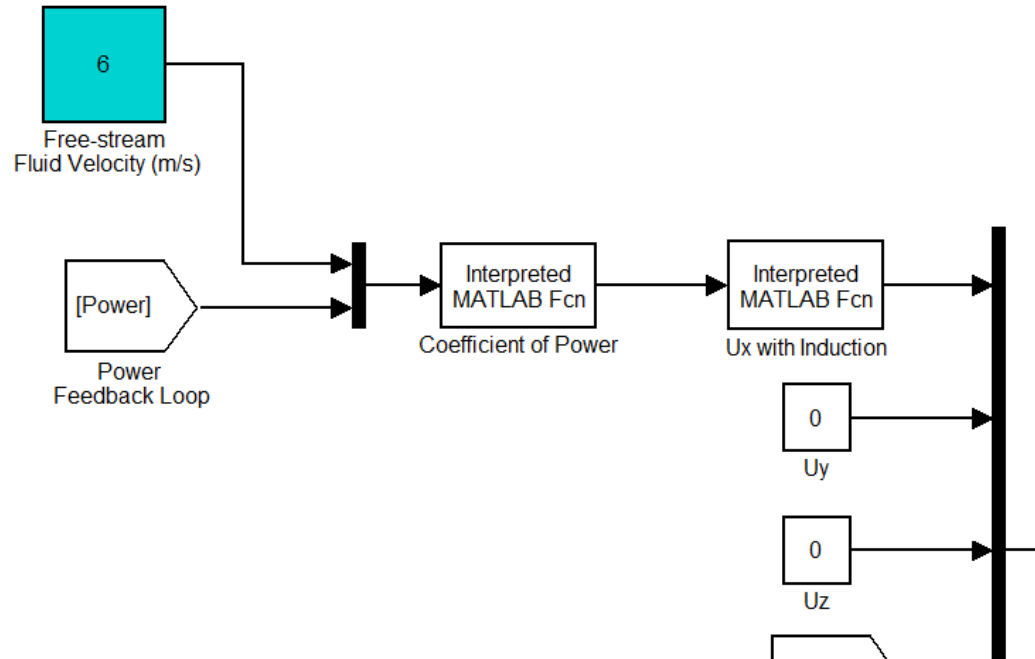 6
Free-stream
Fluid Velocity (m/s)
[Power]
Power
Feedback Loop
Interpreted
MATLAB Fcn
Coefficient of Power
Interpreted
MATLAB Fcn
Ux with Induction
0
Uy
0
Uz